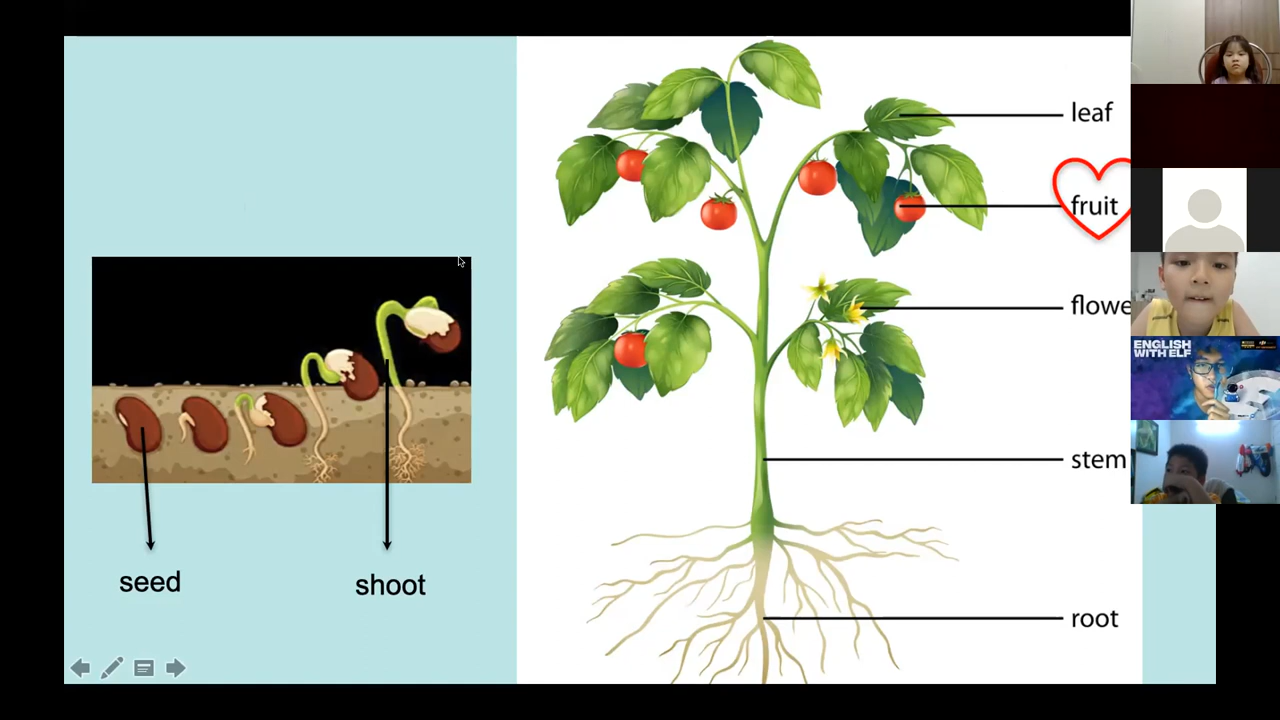 leaf
fruit
flowe
stem
root
seed
shoot
ENGLISH
WITH ELF